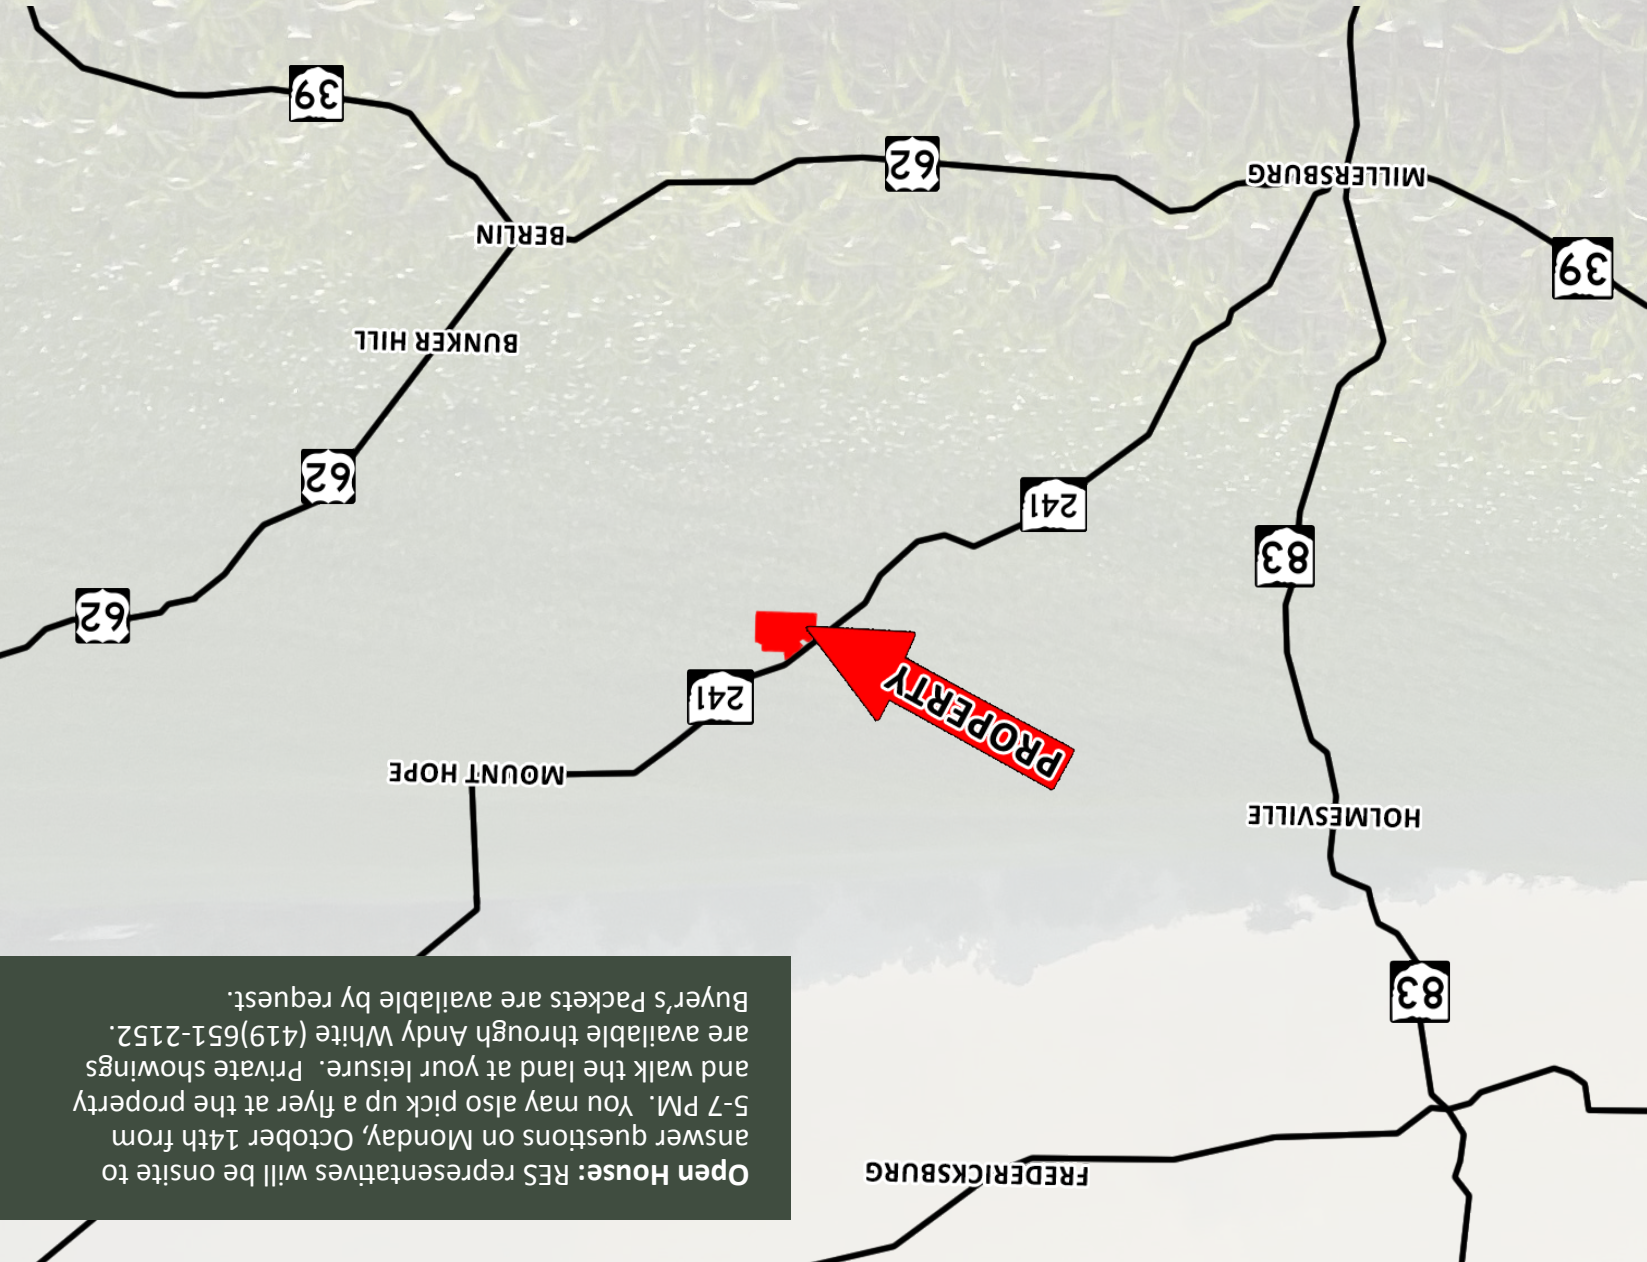 Open House: RES representatives will be onsite to
answer questions on Monday, October 14th from
5-7 PM.  You may also pick up a flyer at the property
and walk the land at your leisure.  Private showings
are available through Andy White (419)651-2152.
Buyer's Packets are available by request.
FREDERICKSBURG
83
HOLMESVILLE
PROPERTY
MOUNT HOPE
241
62
83
241
62
BUNKER HILL
39
BERLIN
MILLERSBURG
62
39